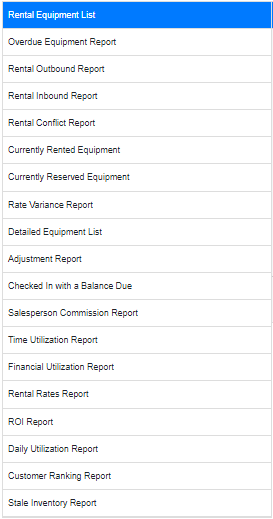 Rental Equipment List
Overdue Equipment Report
Rental Outbound Report
Rental Inbound Report
Rental Conflict Report
Currently Rented Equipment
Currently Reserved Equipment
Rate Variance Report
Detailed Equipment List
Adjustment Report
Checked In with a Balance Due
Salesperson Commission Report
Time Utilization Report
Financial Utilization Report
Rental Rates Report
ROI Report
Daily Utilization Report
Customer Ranking Report
Stale Inventory Report